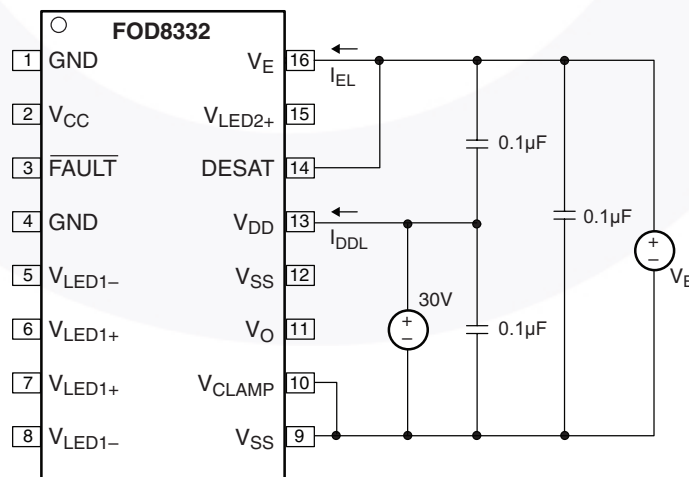 FOD8332
1 GND
2 VCC
3 FAULT
4 GND
5 VLED1–
6 VLED1+
7 VLED1+
8 VLED1–
VE 16
VLED2+ 15
DESAT 14
VDD 13
VSS 12
VO 11
VCLAMP 10
VSS 9
IEL
IDDL
0.1µF
0.1µF
30V
0.1µF
+
–
+
–
VE